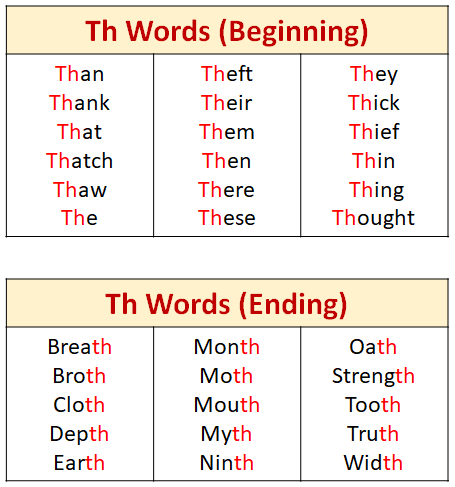 Th Words (Beginning)
Than Theft They
Thank Their Thick
That Them Thief
Thatch Then Thin
Thaw There Thing
The These Thought
Th Words (Ending)
Breath Month Oath
Broth Moth Strength
Cloth Mouth Tooth
Depth Myth Truth
Earth Ninth Width